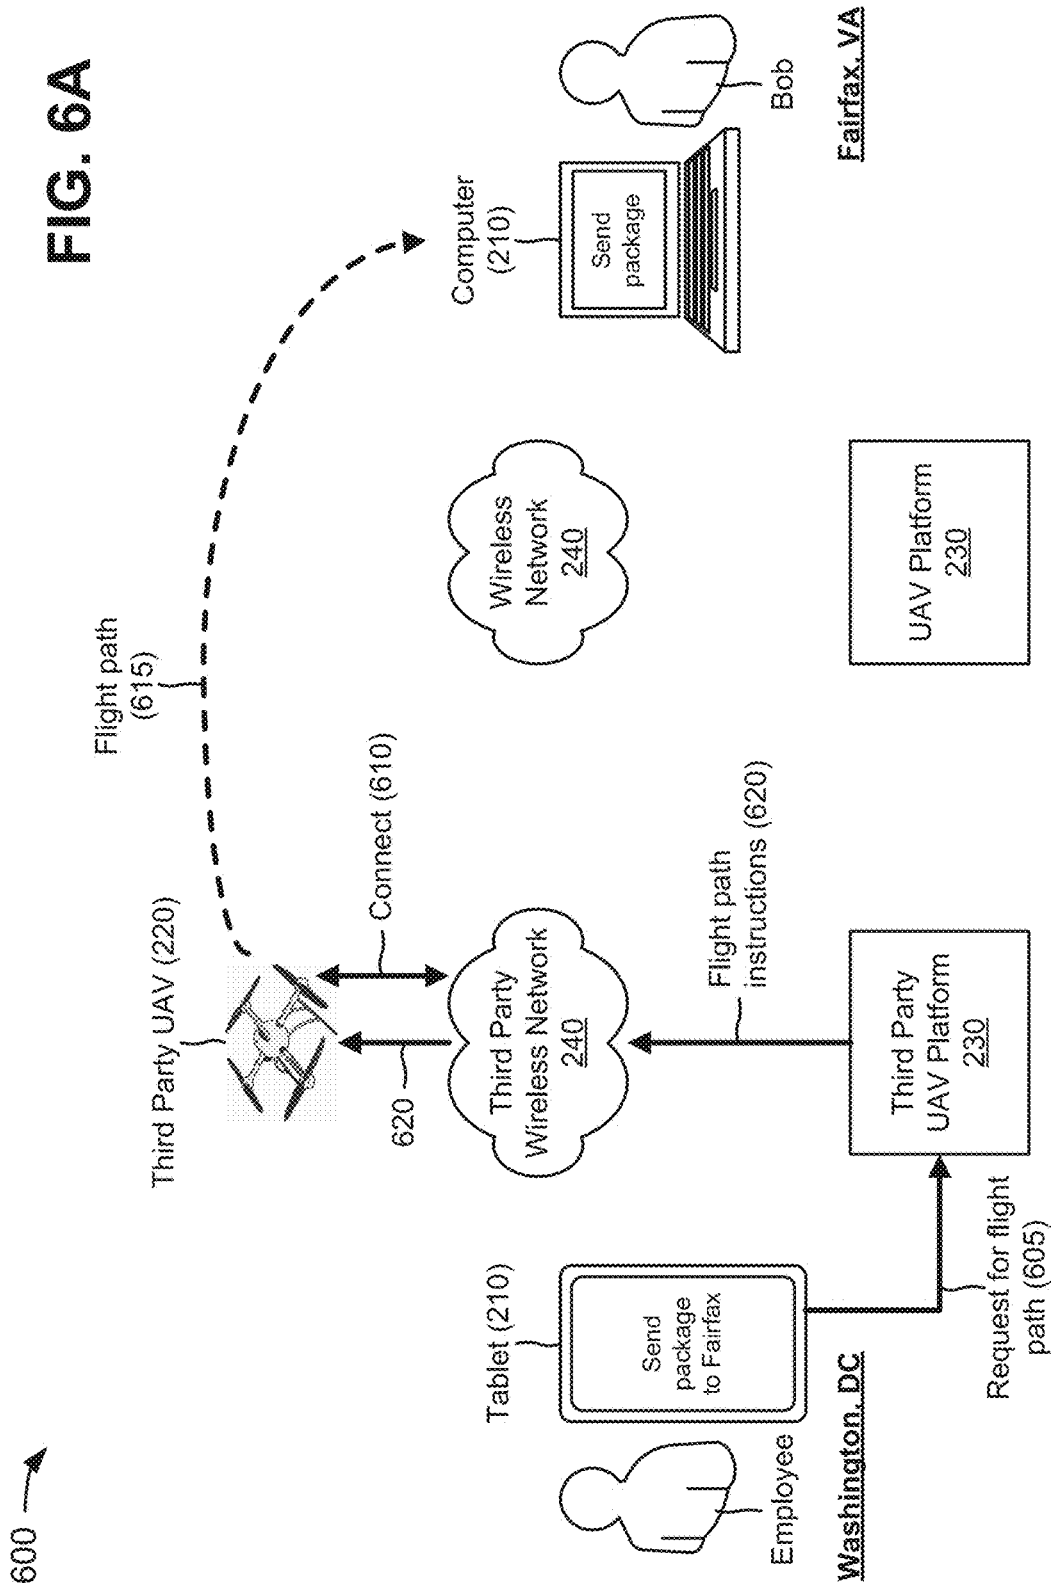 600
FIG. 6A
Flight path
(615)
Third Party UAV (220)
Connect (610)
620
Third Party
Wireless Network
240
Wireless
Network
240
Computer
(210)
Send
package
Bob
Fairfax, VA
Tablet (210)
Send
package
to Fairfax
Employee
Washington, DC
Flight path
instructions (620)
Request for flight
path (605)
Third Party
UAV Platform
230
UAV Platform
230